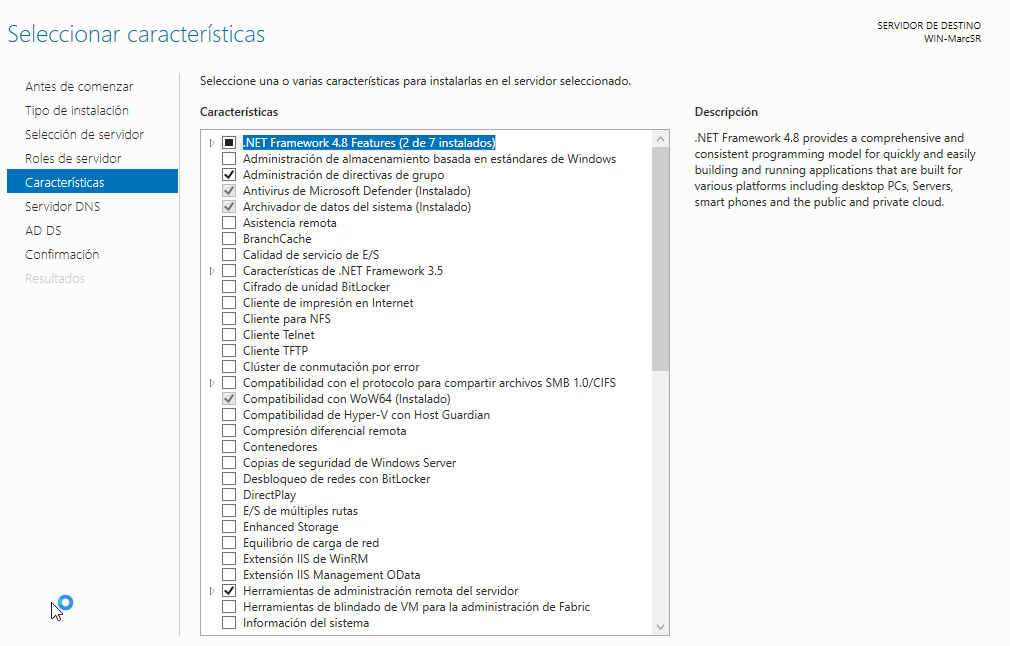 Seleccionar características
SERVIDOR DE DESTINO
WIN-MarcSR
Antes de comenzar
Tipo de instalación
Selección de servidor
Roles de servidor
Características
Servidor DNS
AD DS
Confirmación
Resultados
Seleccione una o varias características para instalarlas en el servidor seleccionado.
Características
.NET Framework 4.8 Features (2 de 7 instalados)
Administración de almacenamiento basada en estándares de Windows
Administración de directivas de grupo
Antivirus de Microsoft Defender (Instalado)
Archivador de datos del sistema (Instalado)
Asistencia remota
BranchCache
Calidad de servicio de E/S
Características de .NET Framework 3.5
Cifrado de unidad BitLocker
Cliente de impresión en Internet
Cliente para NFS
Cliente Telnet
Cliente TFTP
Clúster de conmutación por error
Compatibilidad con el protocolo para compartir archivos SMB 1.0/CIFS
Compatibilidad con WoW64 (Instalado)
Compatibilidad de Hyper-V con Host Guardian
Compresión diferencial remota
Contenedores
Copias de seguridad de Windows Server
Desbloqueo de redes con BitLocker
DirectPlay
E/S de múltiples rutas
Enhanced Storage
Equilibrio de carga de red
Extensión IIS de WinRM
Extensión IIS Management OData
Herramientas de administración remota del servidor
Herramientas de blindado de VM para la administración de Fabric
Información del sistema
Descripción
.NET Framework 4.8 provides a comprehensive and
consistent programming model for quickly and easily
building and running applications that are built for
various platforms including desktop PCs, Servers,
smart phones and the public and private cloud.